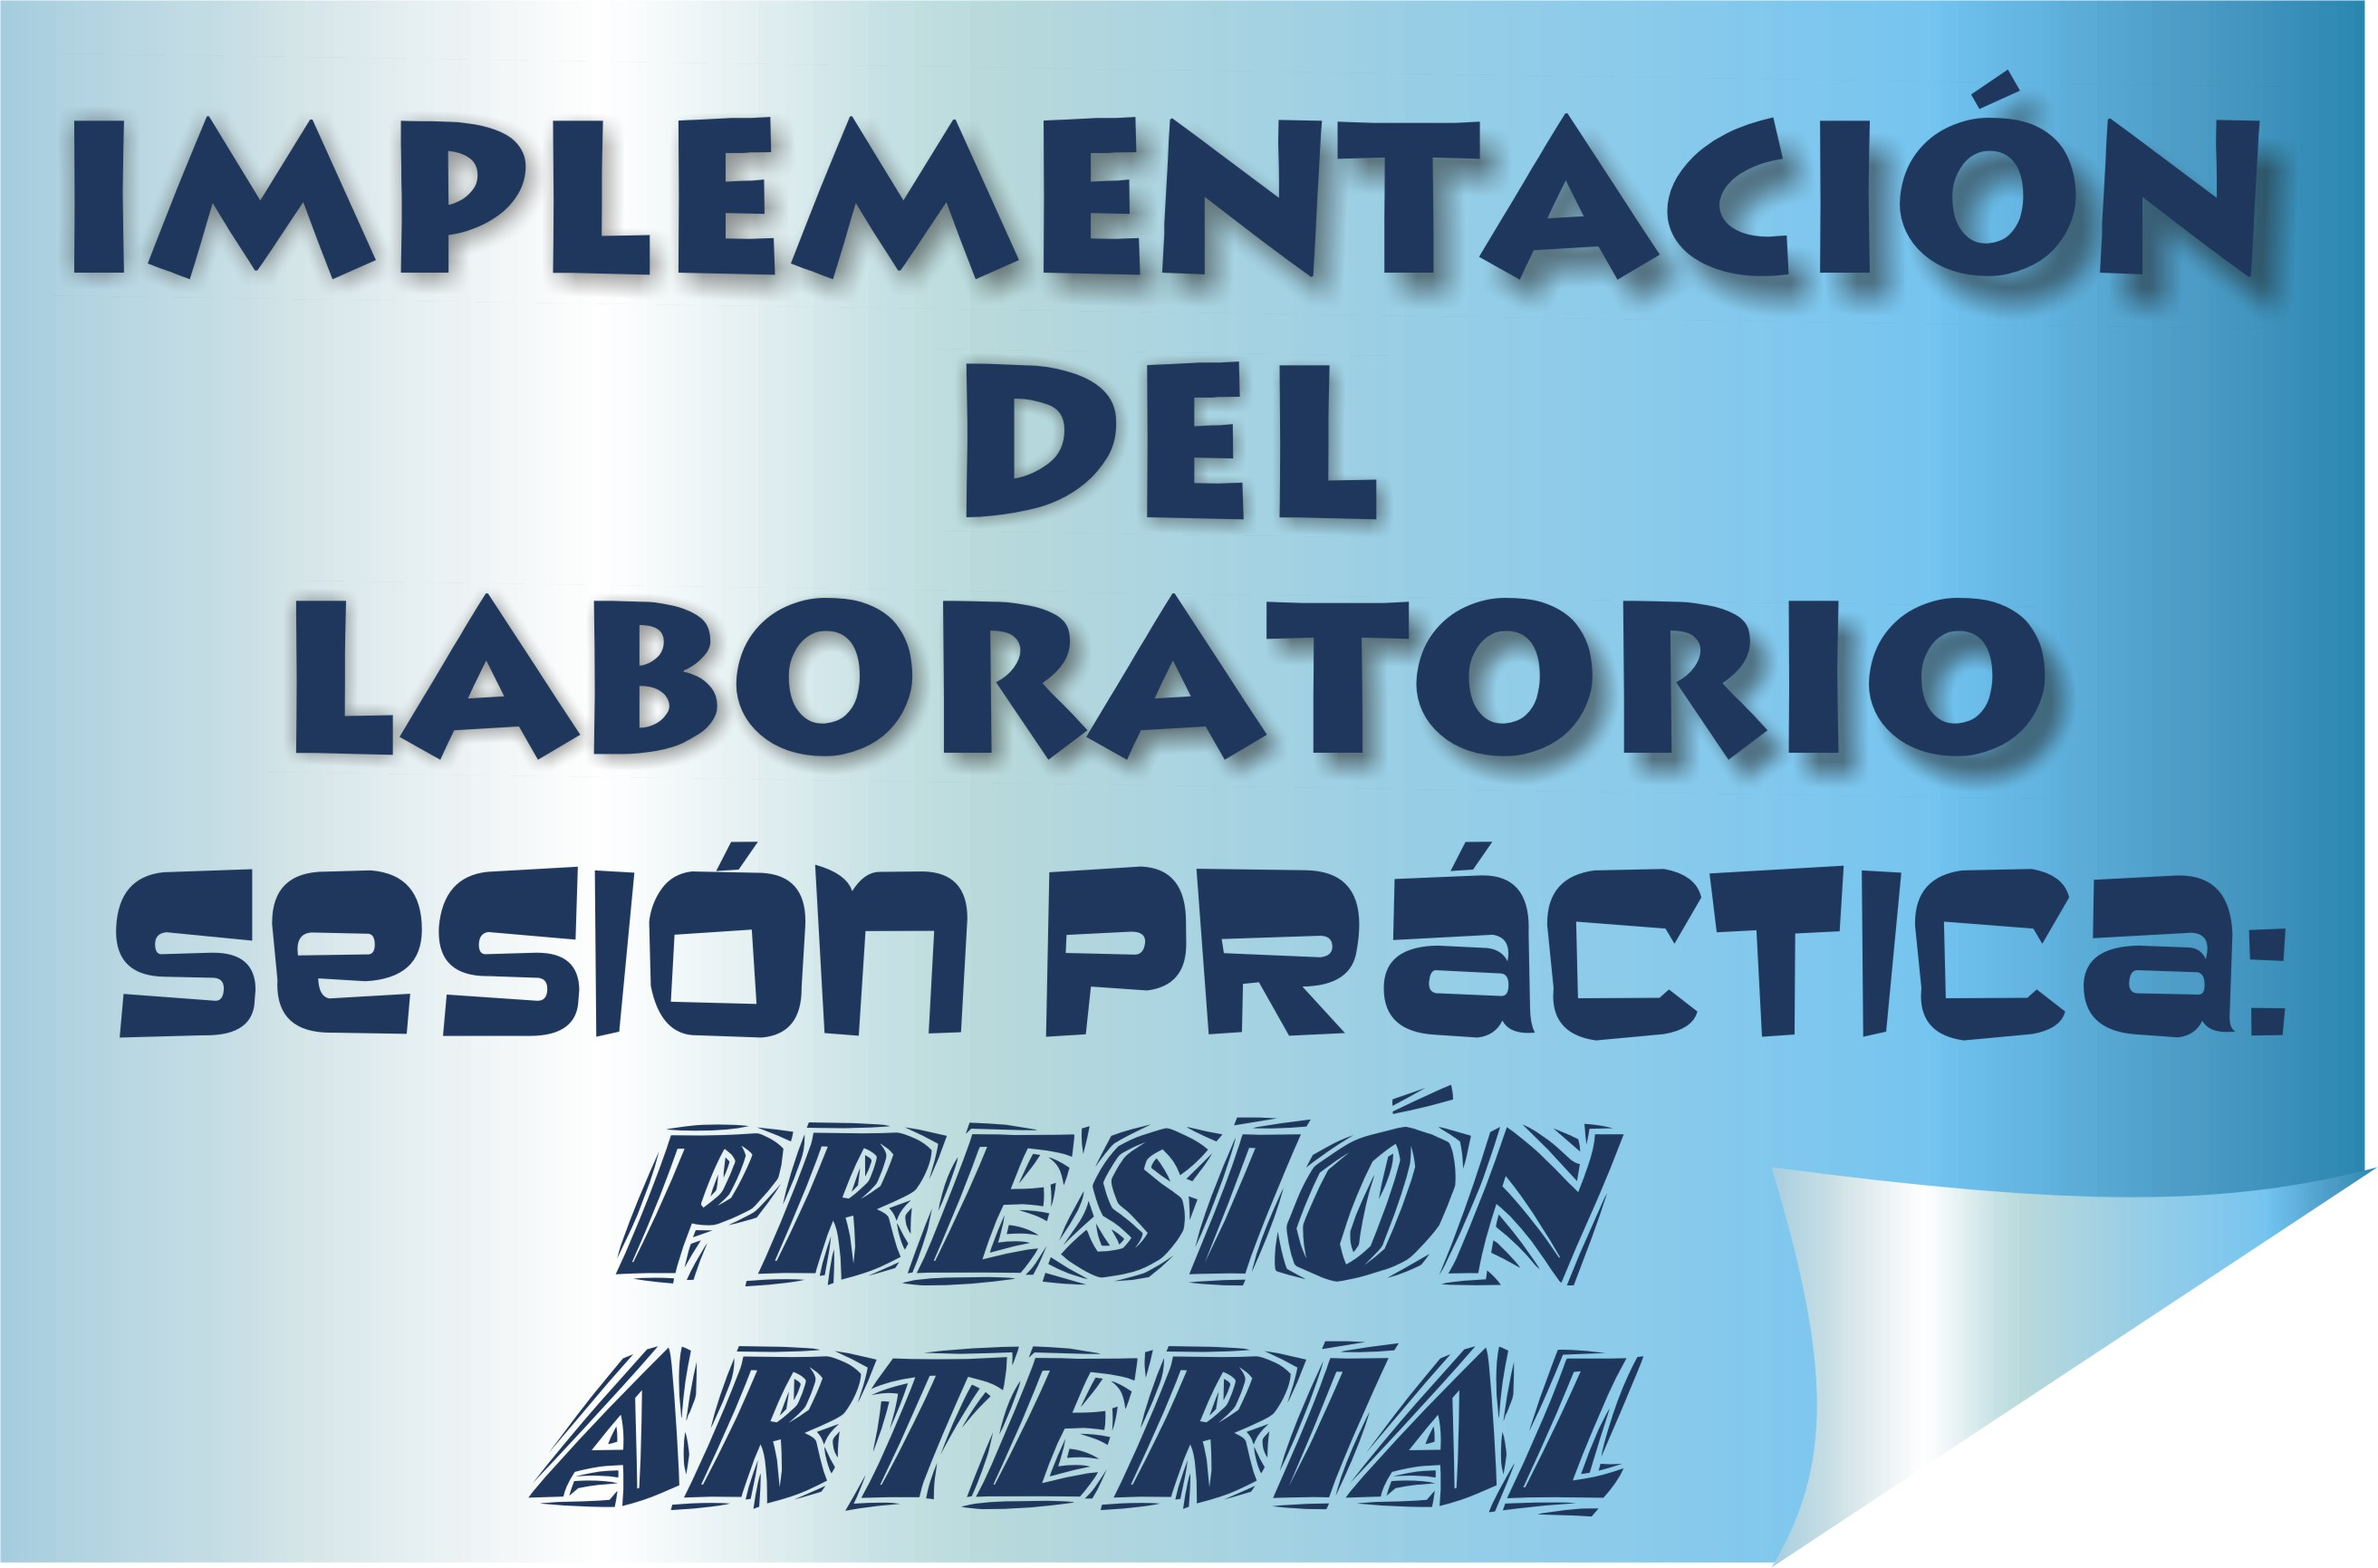 IMPLEMENTACIÓN
DEL
LABORATORIO
sesión PRáctica:
PRESIÓN
ARTERIAL